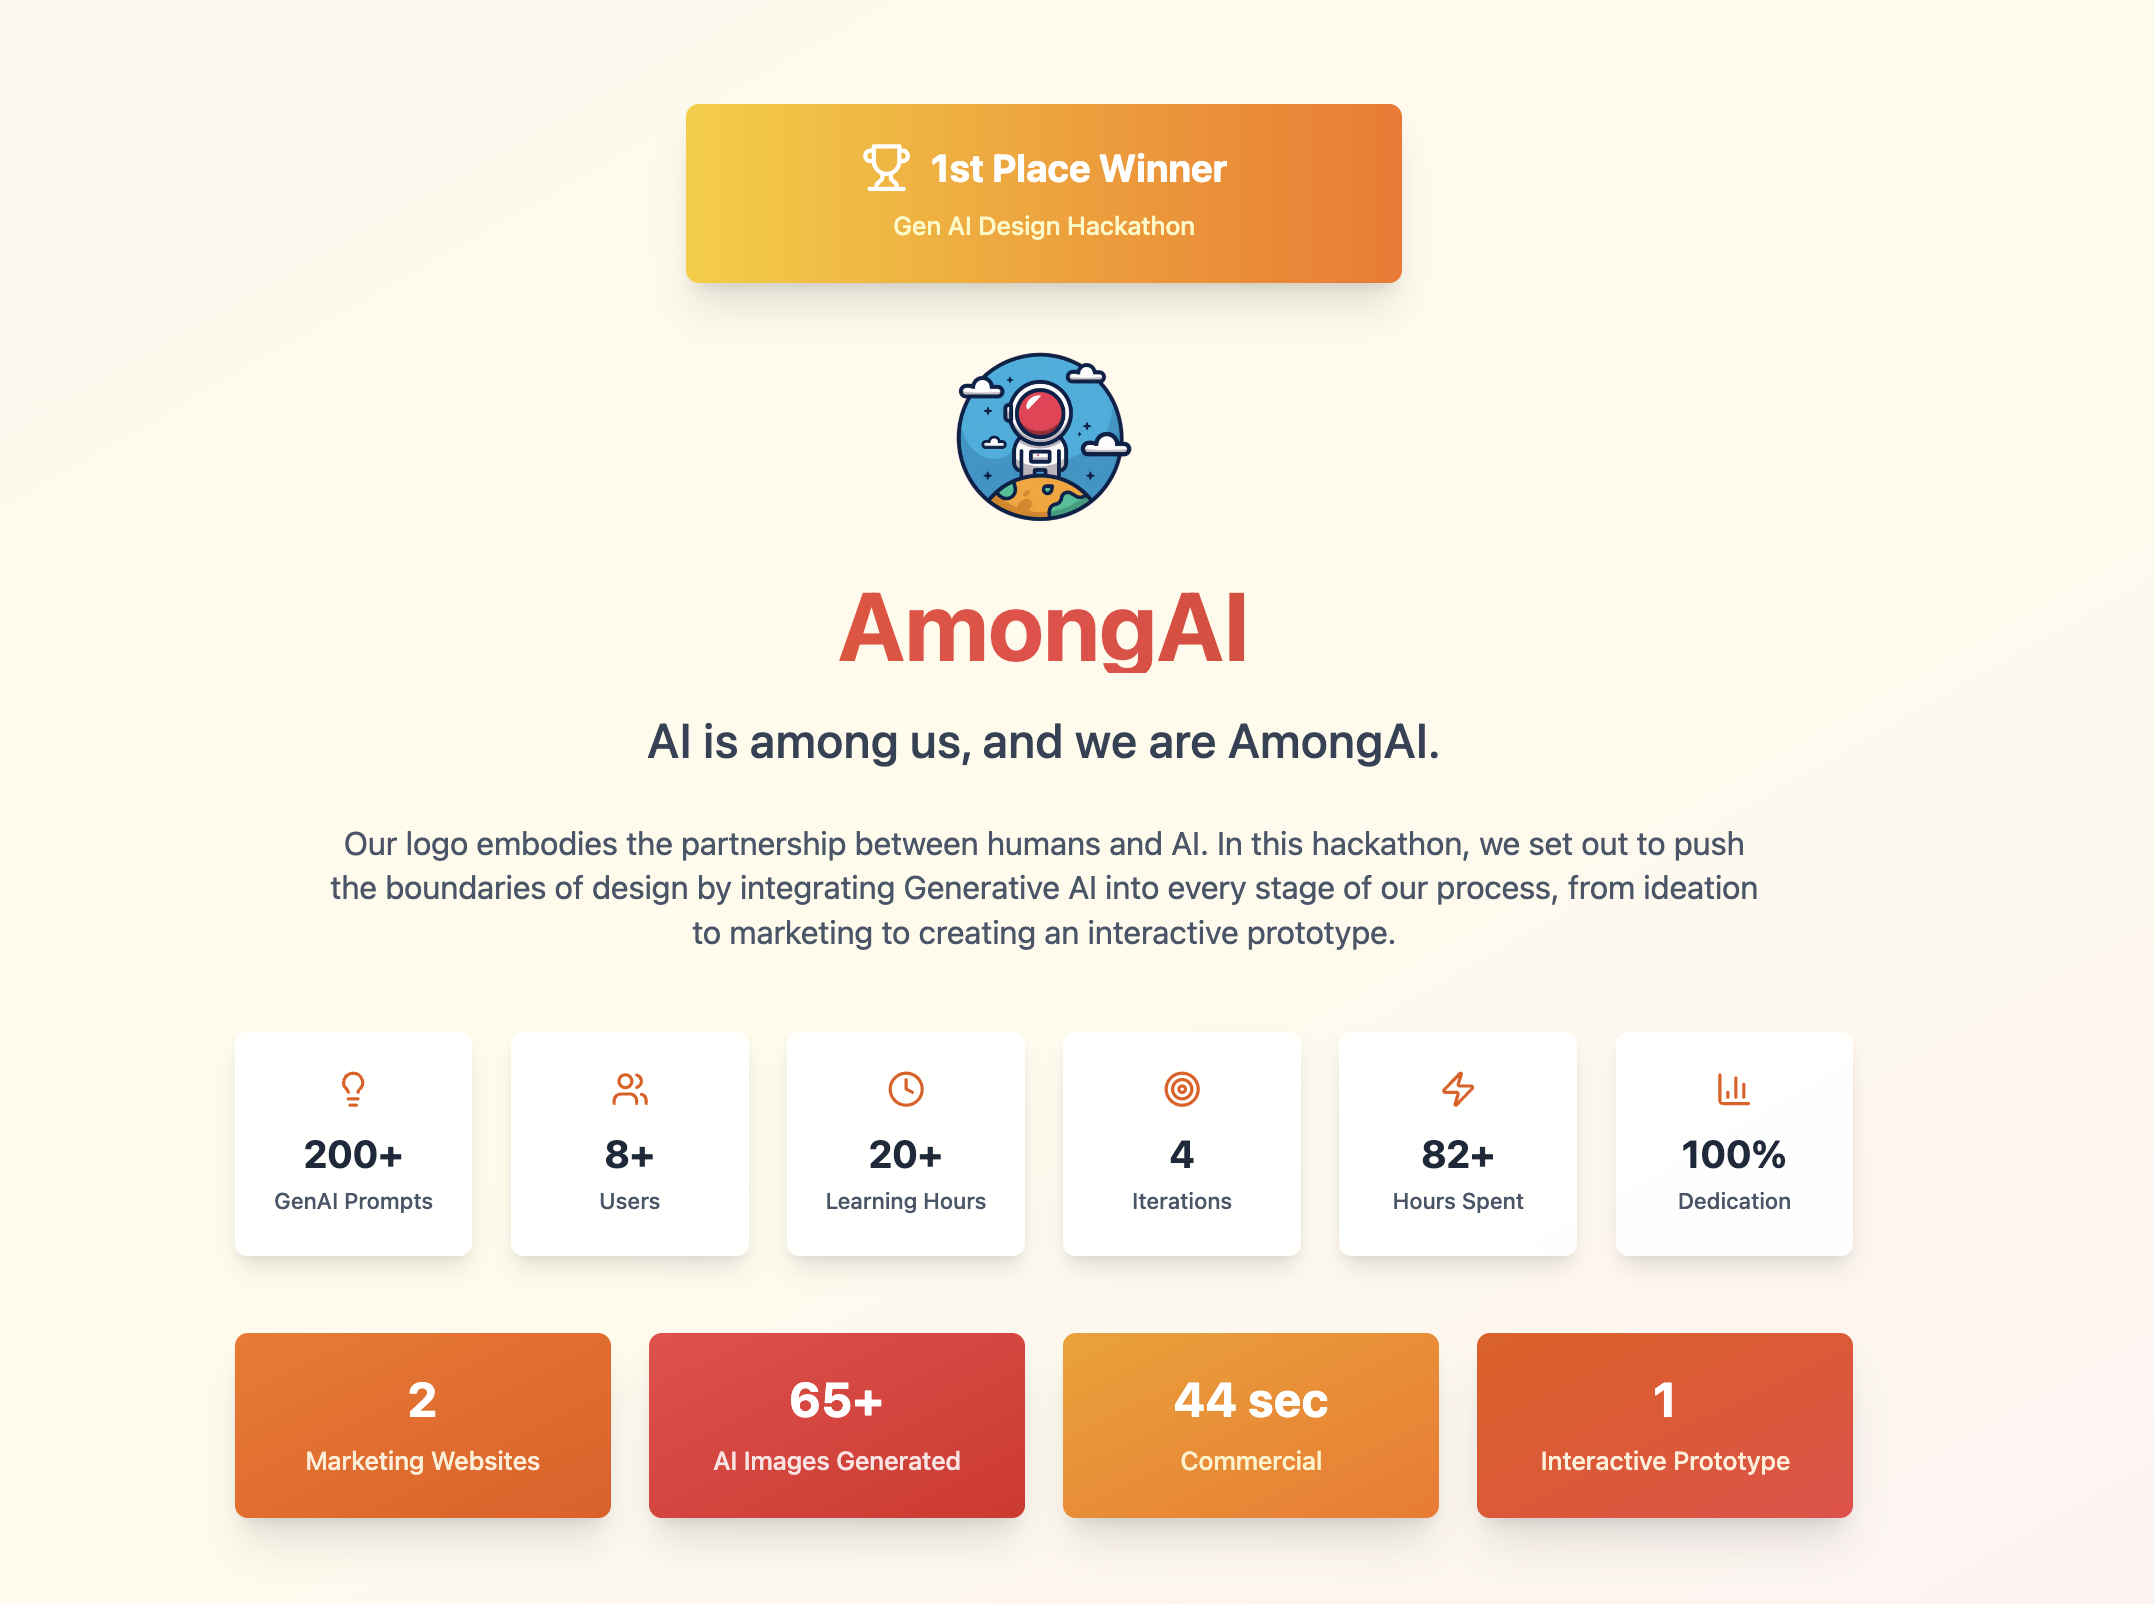 1st Place Winner
Gen AI Design Hackathon
AmongAI
AI is among us, and we are AmongAI.
Our logo embodies the partnership between humans and AI. In this hackathon, we set out to push
the boundaries of design by integrating Generative AI into every stage of our process, from ideation
to marketing to creating an interactive prototype.
200+
GenAI Prompts
8+
Users
20+
Learning Hours
4
Iterations
82+
Hours Spent
100%
Dedication
2
Marketing Websites
65+
AI Images Generated
44 sec
Commercial
1
Interactive Prototype